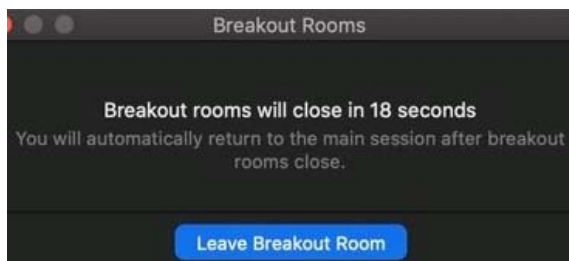 Breakout Rooms
Breakout rooms will close in 18 seconds
You will automatically return to the main session after breakout
rooms close.
Leave Breakout Room